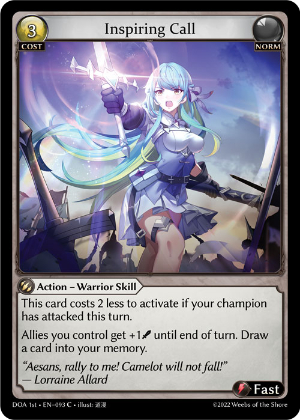 3
COST
Inspiring Call
NORM
Action – Warrior Skill
This card costs 2 less to activate if your champion
has attacked this turn.
Allies you control get +1 until end of turn. Draw
a card into your memory.
“Aesans, rally to me! Camelot will not fall!”
— Lorraine Allard
Fast
DOA 1st • EN-093 C • illust:
©2022 Weebs of the Shore